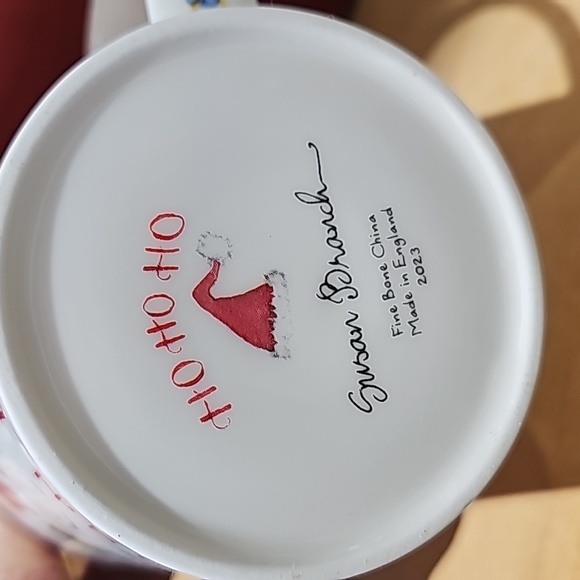 HO HO HO
Susan Branch
Fine Bone China
Made in England
2023